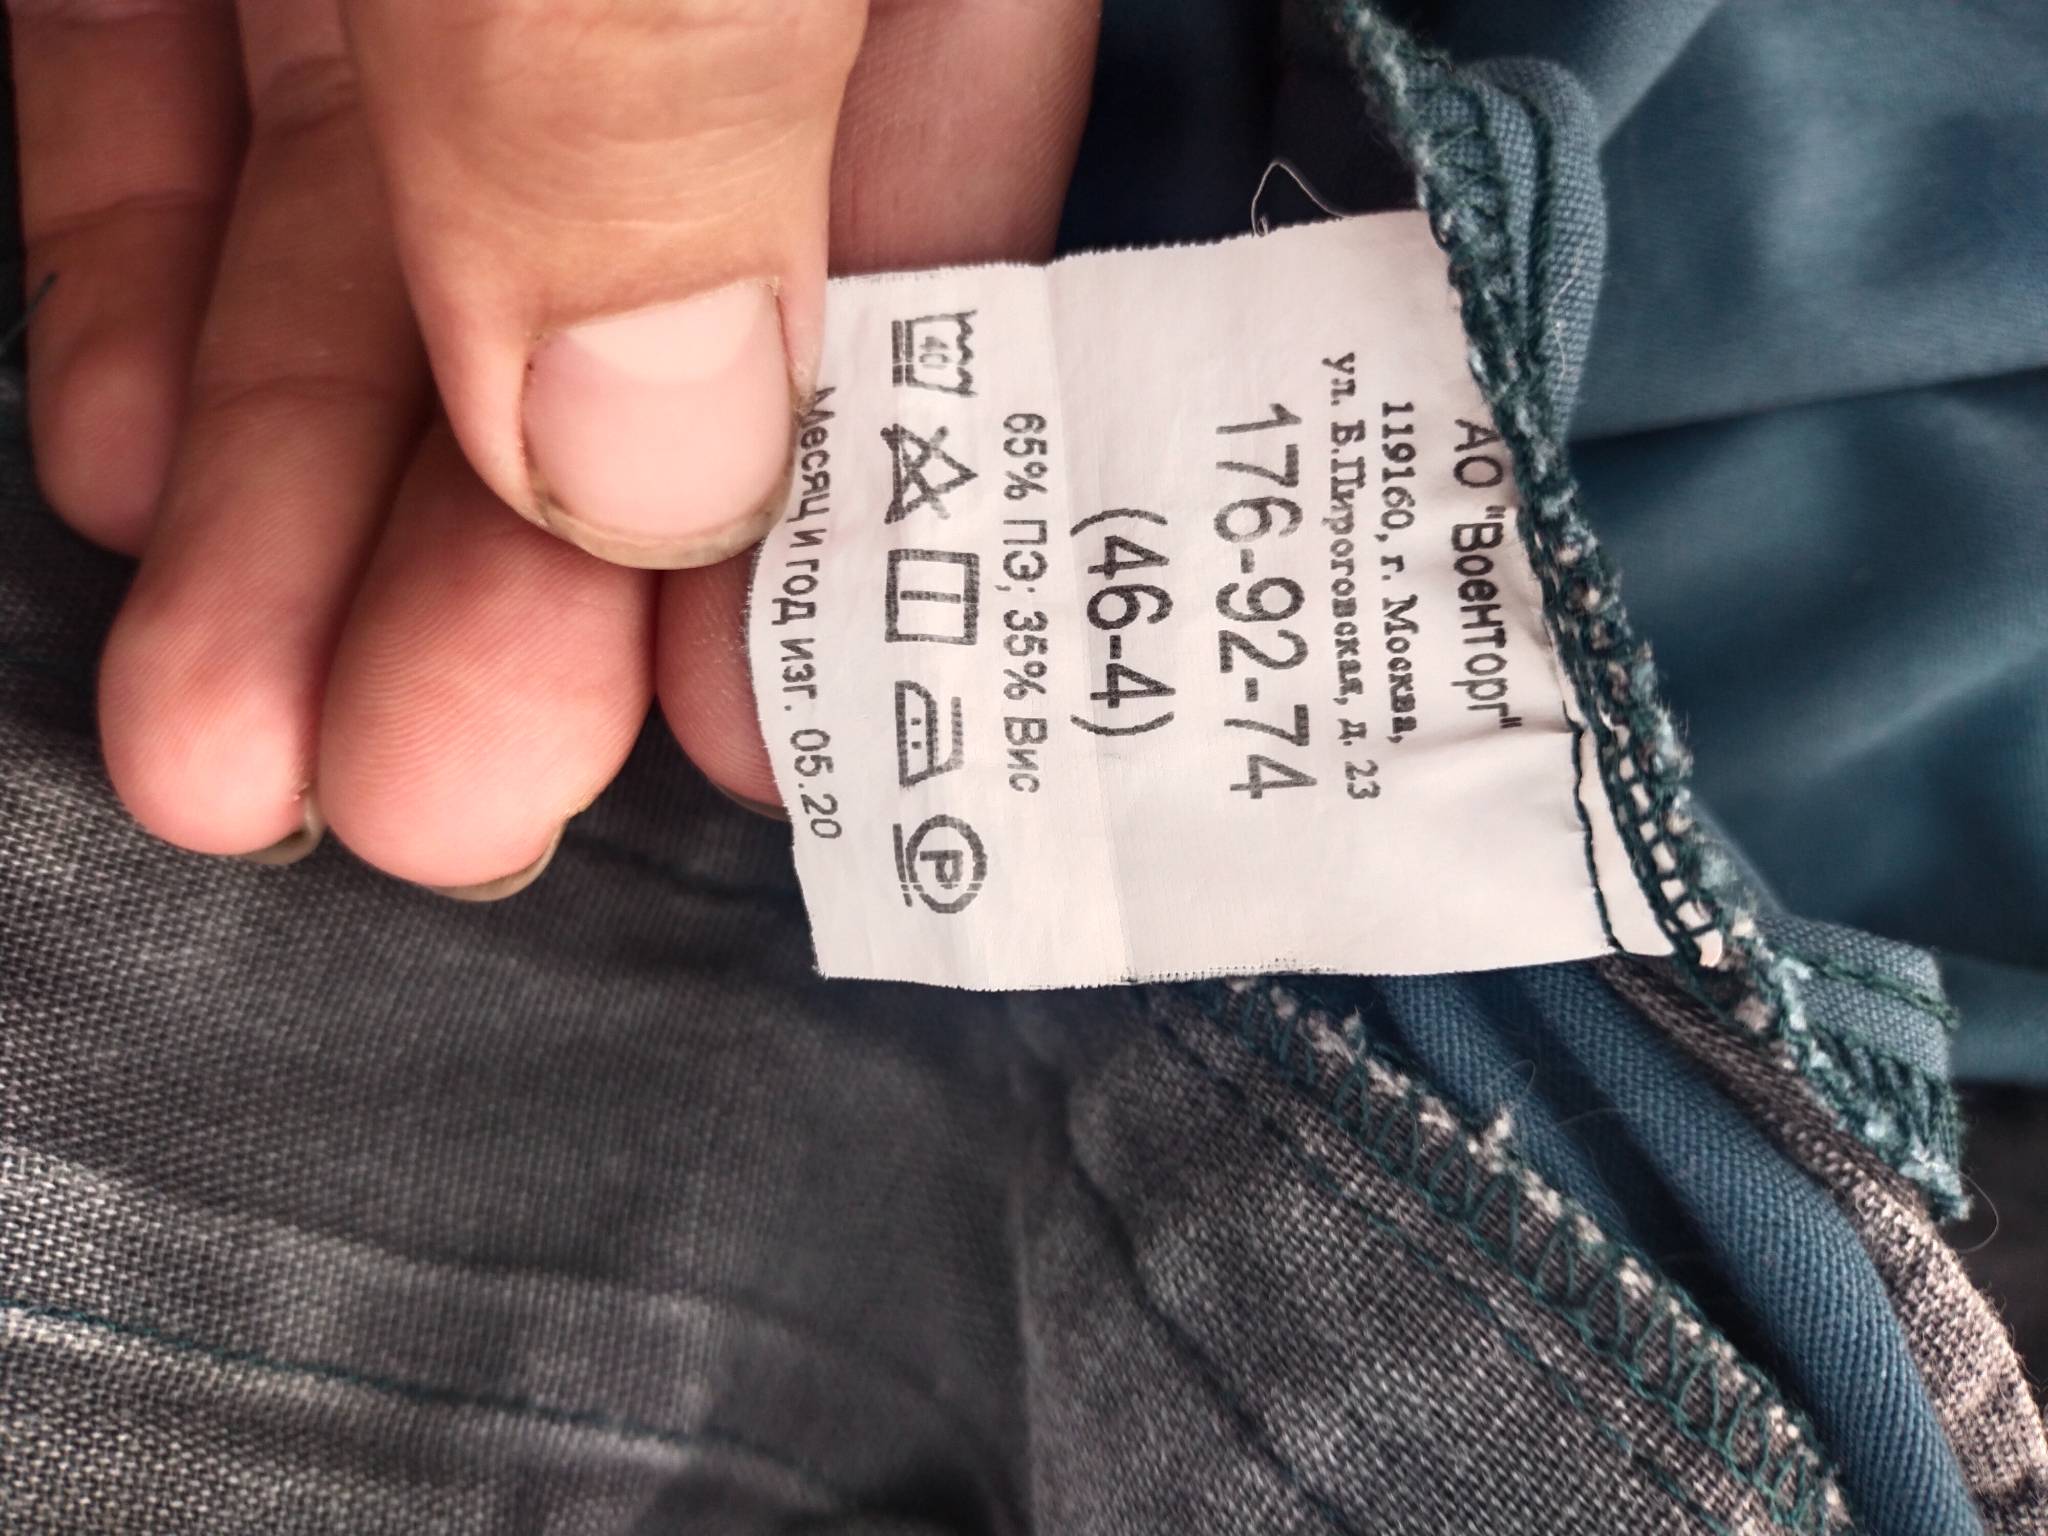 АО "Военторг"
119160, г. Москва,
ул. Б.Пироговская, д. 23
176-92-74
(46-4)
65% ПЭ; 35% Вис
40
P
Месяц и год изг. 05.20